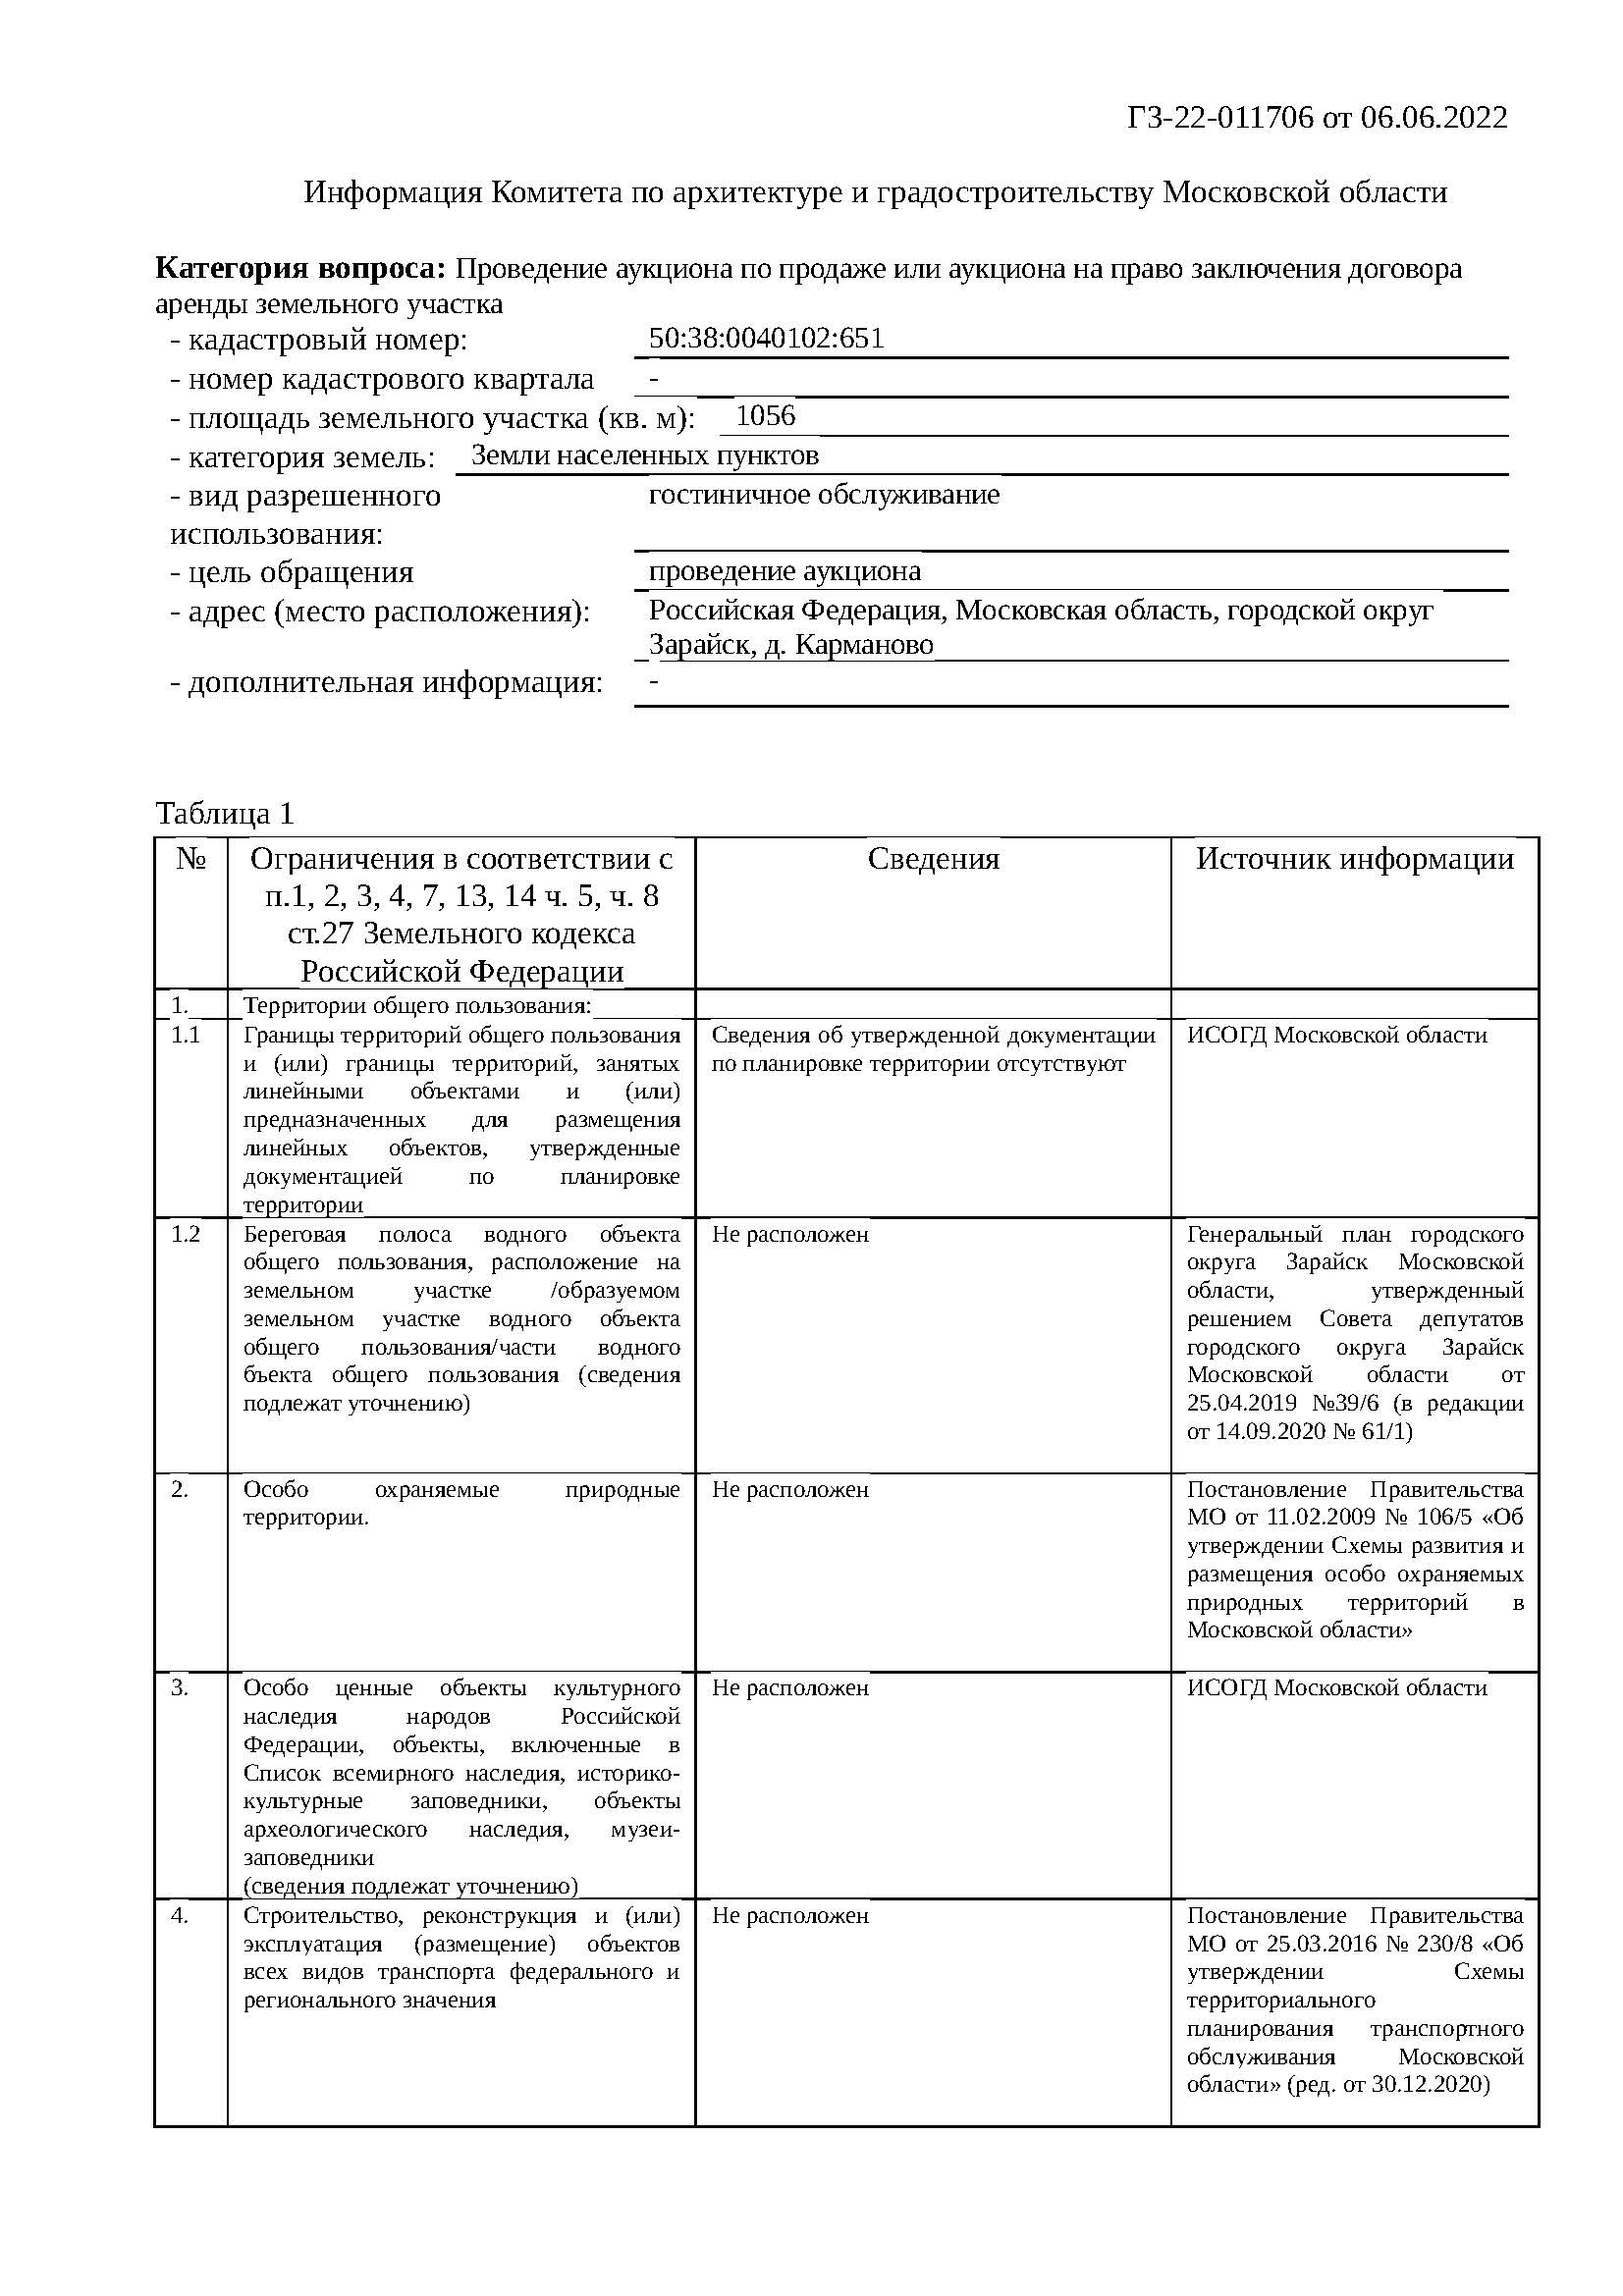 ГЗ-22-011706 от 06.06.2022
Информация Комитета по архитектуре и градостроительству Московской области
Категория вопроса: Проведение аукциона по продаже или аукциона на право заключения договора
аренды земельного участка
- кадастровый номер: 50:38:0040102:651
- номер кадастрового квартала -
- площадь земельного участка (кв. м): 1056
- категория земель: Земли населенных пунктов
- вид разрешенного гостиничное обслуживание
использования:
- цель обращения проведение аукциона
- адрес (место расположения): Российская Федерация, Московская область, городской округ
Зарайск, д. Карманово
- дополнительная информация: -
Таблица 1
№
Ограничения в соответствии с
п.1, 2, 3, 4, 7, 13, 14 ч. 5, ч. 8
ст.27 Земельного кодекса
Российской Федерации
Сведения
Источник информации
1.
Территории общего пользования:
1.1
Границы территорий общего пользования
и (или) границы территорий, занятых
линейными объектами и (или)
предназначенных для размещения
линейных объектов, утвержденные
документацией по планировке
территории
Сведения об утвержденной документации
по планировке территории отсутствуют
ИСОГД Московской области
1.2
Береговая полоса водного объекта
общего пользования, расположение на
земельном участке /образуемом
земельном участке водного объекта
общего пользования/части водного
бъекта общего пользования (сведения
подлежат уточнению)
Не расположен
Генеральный план городского
округа Зарайск Московской
области, утвержденный
решением Совета депутатов
городского округа Зарайск
Московской области от
25.04.2019 №39/6 (в редакции
от 14.09.2020 № 61/1)
2.
Особо охраняемые природные
территории.
Не расположен
Постановление Правительства
МО от 11.02.2009 № 106/5 «Об
утверждении Схемы развития и
размещения особо охраняемых
природных территорий в
Московской области»
3.
Особо ценные объекты культурного
наследия народов Российской
Федерации, объекты, включенные в
Список всемирного наследия, историко-
культурные заповедники, объекты
археологического наследия, музеи-
заповедники
(сведения подлежат уточнению)
Не расположен
ИСОГД Московской области
4.
Строительство, реконструкция и (или)
эксплуатация (размещение) объектов
всех видов транспорта федерального и
регионального значения
Не расположен
Постановление Правительства
МО от 25.03.2016 № 230/8 «Об
утверждении Схемы
территориального
планирования транспортного
обслуживания Московской
области» (ред. от 30.12.2020)